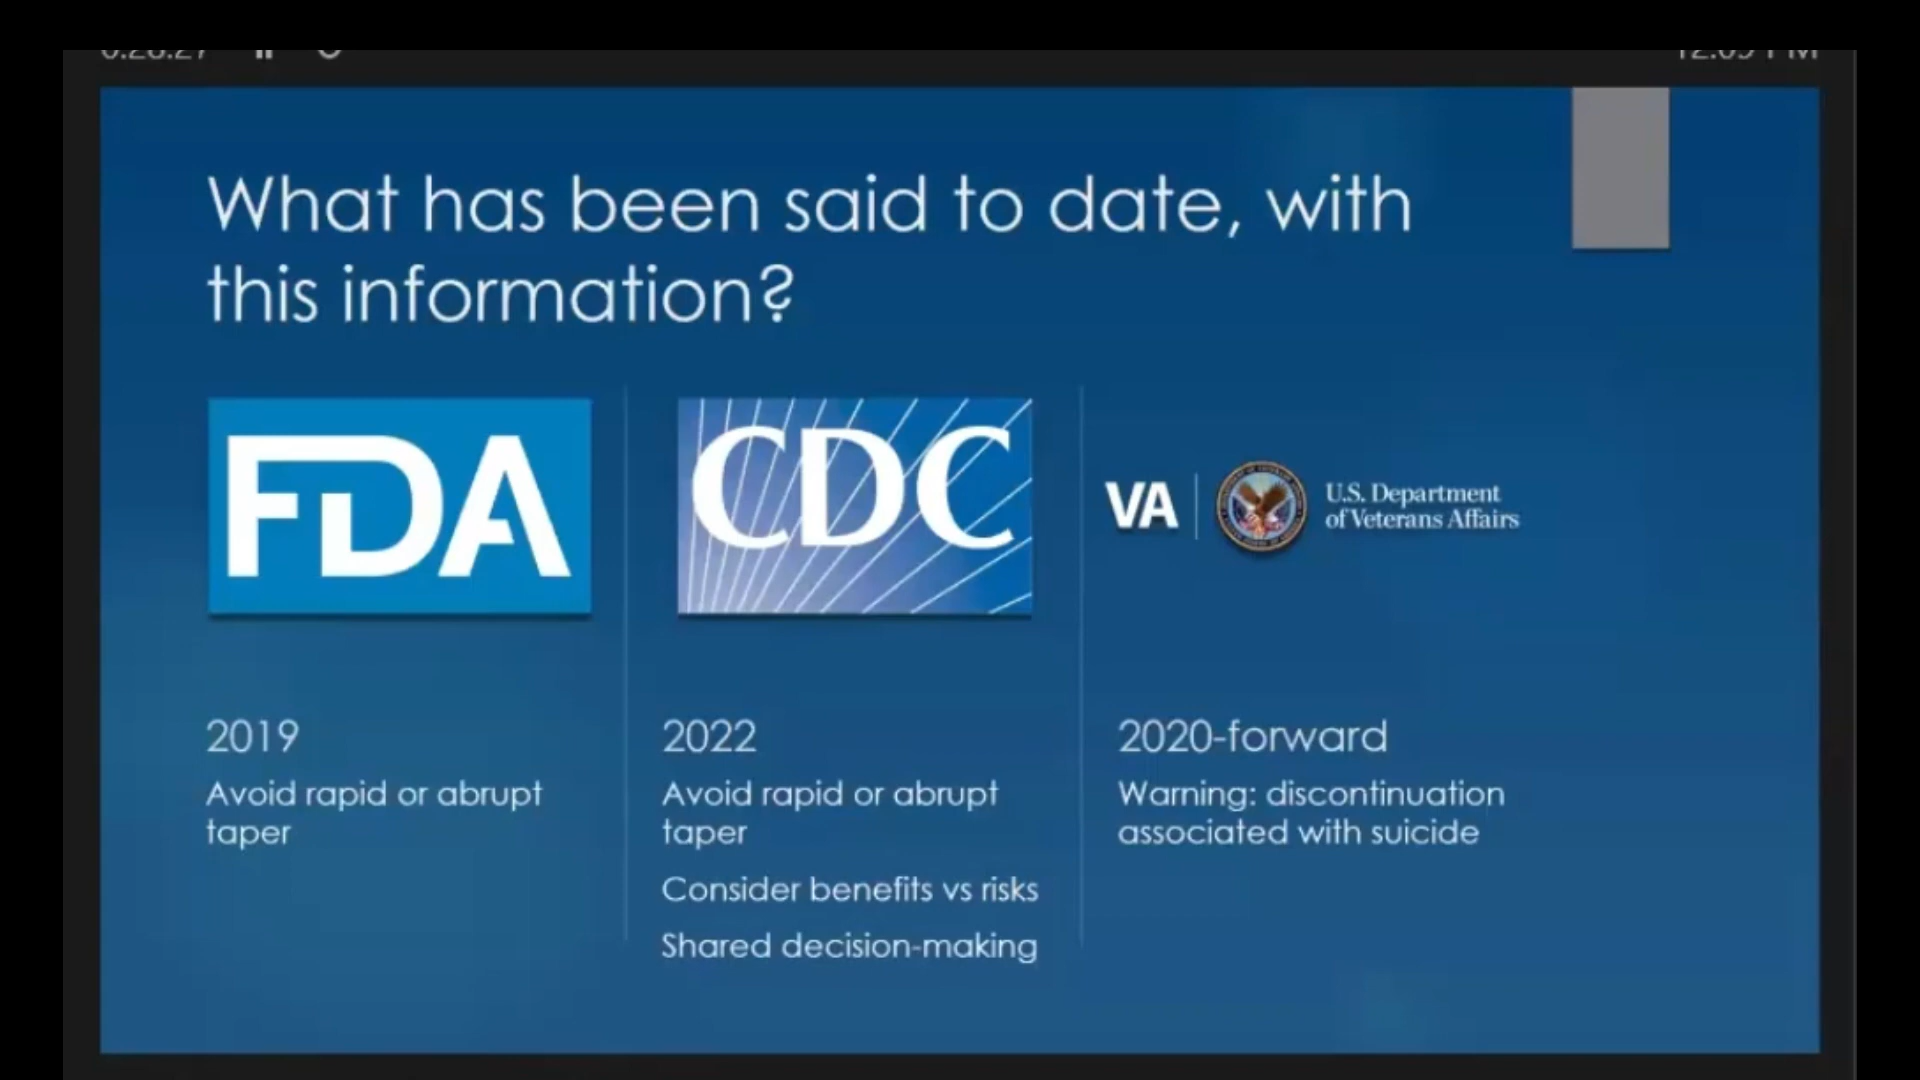 What has been said to date, with
this information?
FDA
CDC
VA
U.S. Department
of Veterans Affairs
2019
Avoid rapid or abrupt
taper
2022
Avoid rapid or abrupt
taper
Consider benefits vs risks
Shared decision-making
2020-forward
Warning: discontinuation
associated with suicide